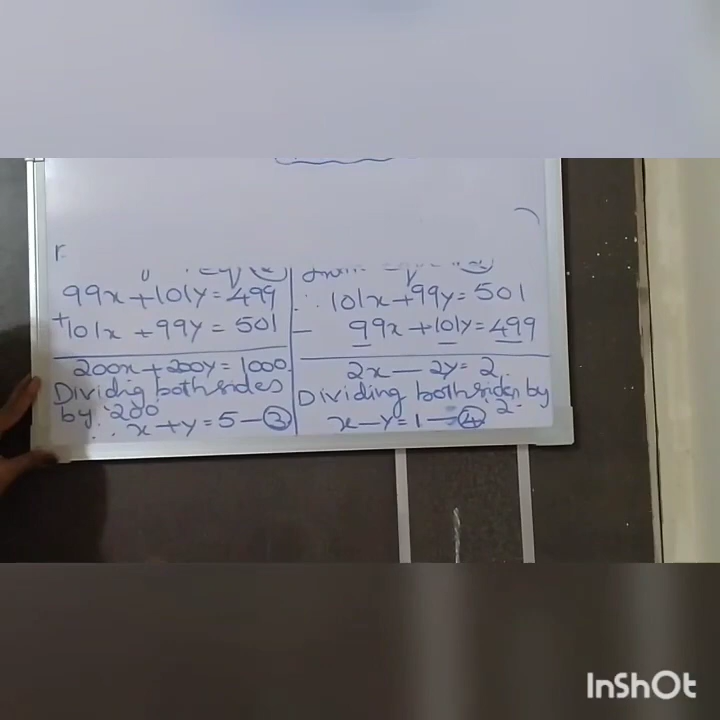 99x+101y=499
+101x+99y=501
200x+200y=1000
Dividig both sides
by 200
∴ x+y=5—③
∴ 101x+99y=501
— 99x+101y=499
2x—2y=2
Dividing both sides by
2
x—y=1—④
InShOt